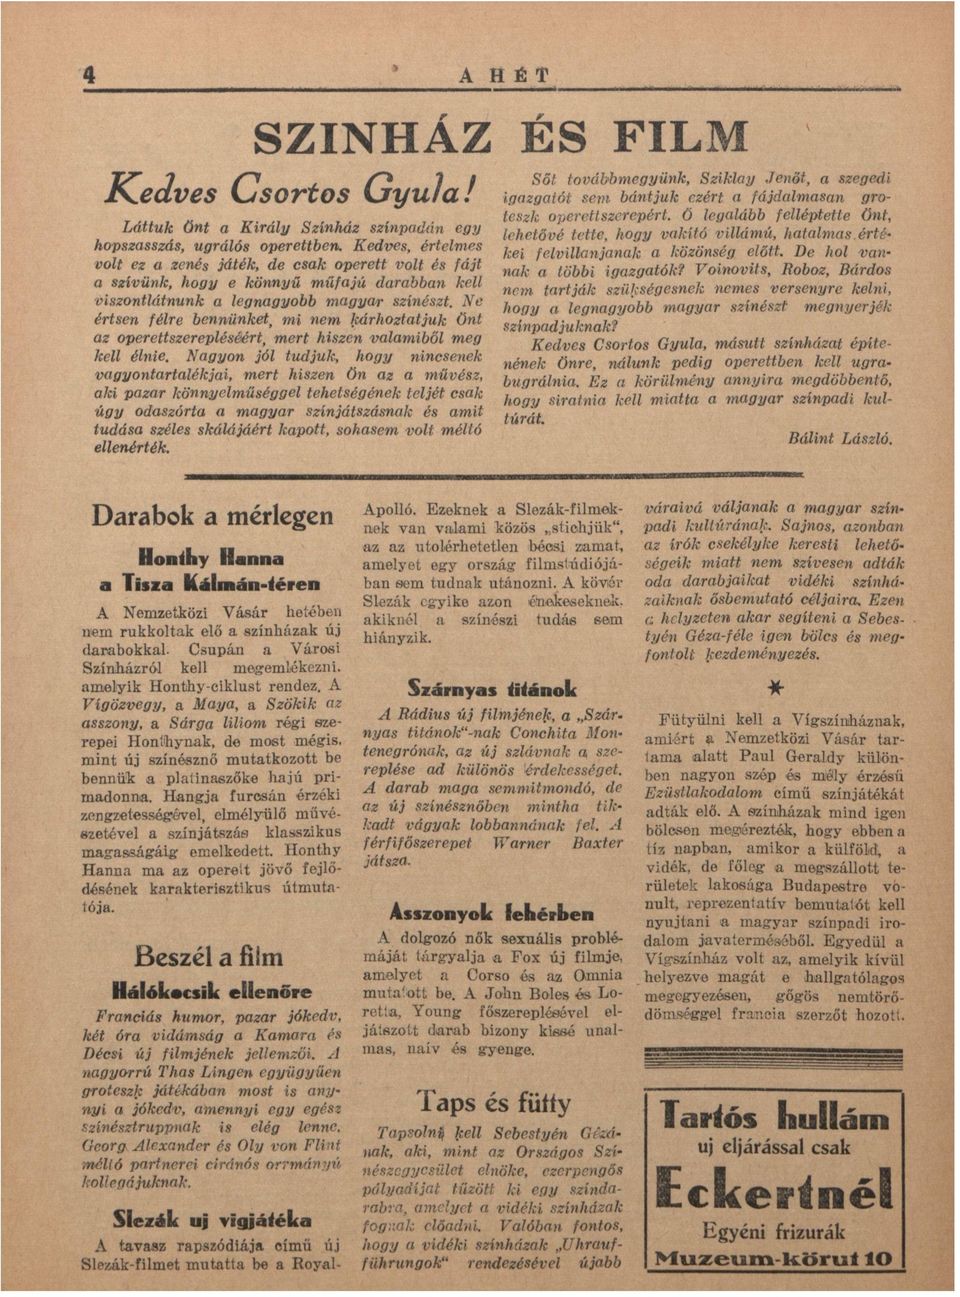 4
A HÉT
SZINHÁZ ÉS FILM
Kedves Csortos Gyula!
Láttuk Önt a Király Színház színpadán egy
hopszasszás, ugrálós operettben. Kedves, értelmes
volt ez a zenés játék, de csak operett volt és fájt
a szívünk, hogy e könnyű műfajú darabban kell
viszontlátnunk a legnagyobb magyar színészt. Ne
értsen félre bennünket, mi nem kárhoztatjuk Önt
az operettszerepléséért, mert hiszen valamiből meg
kell élnie. Nagyon jól tudjuk, hogy nincsenek
vagyontartalékjai, mert hiszen Ön az a művész,
aki pazar könnyelműséggel tehetségének teljét csak
úgy odaszórta a magyar színjátszásnak és amit
tudása széles skálájáért kapott, sohasem volt méltó
ellenérték.
Sőt továbbmegyünk, Sziklay Jenőt, a szegedi
igazgatót sem bántjuk ezért a fájdalmasan gro-
teszk operettszerepért. Ő legalább felléptette Önt,
lehetővé tette, hogy vakító villámú, hatalmas érté-
kei felvillanjanak a közönség előtt. De hol van-
nak a többi igazgatók? Voinovits, Roboz, Bárdos
nem tartják szükségesnek nemes versenyre kelni,
hogy a legnagyobb magyar színészt megnyerjék
színpadjuknak?
Kedves Csortos Gyula, másutt színházat építe-
nének Önre, nálunk pedig operettben kell ugra-
bugrálnia. Ez a körülmény annyira megdöbbentő,
hogy siratnia kell miatta a magyar színpadi kul-
túrát.
Bálint László.
Darabok a mérlegen
Honthy Hanna
a Tisza Kálmán-téren
A Nemzetközi Vásár hetében
nem rukkoltak elő a színházak új
darabokkal. Csupán a Városi
Színházról kell megemlékezni,
amelyik Honthy-ciklust rendez. A
Vígözvegy, a Maya, a Szökik az
asszony, a Sárga liliom régi sze-
repei Honthynak, de most mégis,
mint új színésznő mutatkozott be
bennük a platinaszőke hajú pri-
madonna. Hangja furcsán érzéki
zengzetességével, elmélyülő művé-
szetével a színjátszás klasszikus
magasságáig emelkedett. Honthy
Hanna ma az operett jövő fejlő-
désének karakterisztikus útmuta-
tója.
Beszél a film
Hálókocsik ellenőre
Franciás humor, pazar jókedv,
két óra vidámság a Kamara és
Décsi új filmjének jellemzői. A
nagyorrú Thas Lingen együgyűen
groteszk játékában most is any-
nyi a jókedv, amennyi egy egész
színésztruppnak is elég lenne.
Georg Alexander és Oly von Flint
méltó partnerei ciránós orrmányú
kollegájuknak.
Slezák uj vigjátéka
A tavasz rapszódiája című új
Slezák-filmet mutatta be a Royal-
Apolló. Ezeknek a Slezák-filmek-
nek van valami közös „stichjük“,
az az utolérhetetlen bécsi zamat,
amelyet egy ország filmstúdiójá-
ban sem tudnak utánozni. A kövér
Slezák egyike azon énekeseknek,
akiknél a színészi tudás sem
hiányzik.
Szárnyas titánok
A Rádius új filmjének, a „Szár-
nyas titánok“-nak Conchita Mon-
tenegrónak, az új szlávnak a sze-
replése ad különös érdekességet.
A darab maga semmitmondó, de
az új színésznőben mintha tik-
kadt vágyak lobbannának fel. A
férfifőszerepet Warner Baxter
játsza.
Asszonyok fehérben
A dolgozó nők sexuális problé-
máját tárgyalja a Fox új filmje,
amelyet a Corso és az Omnia
mutatott be. A John Boles és Lo-
retta, Young főszereplésével el-
játszott darab bizony kissé unal-
mas, naív és gyenge.
Taps és fütty
Tapsolni kell Sebestyén Gézá-
nak, aki, mint az Országos Szí-
nészegyesület elnöke, ezerpengős
pályadíjat tűzött ki egy színda-
rabra, amelyet a vidéki színházak
fognak előadni. Valóban fontos,
hogy a vidéki színházak „Uhrauf-
führungok“ rendezésével újabb
váraivá váljanak a magyar szín-
padi kultúrának. Sajnos, azonban
az írók csekélyke keresti lehető-
ségeik miatt nem szívesen adták
oda darabjaikat vidéki színhá-
zaiknak ősbemutató céljaira. Ezen
a helyzeten akar segíteni a Sebes-
tyén Géza-féle igen bölcs és meg-
fontolt kezdeményezés.
*
Fütyülni kell a Vígszínháznak,
amiért a Nemzetközi Vásár tar-
tama alatt Paul Geraldy különb-
ben nagyon szép és mély érzésű
Ezüstlakodalom című színjátékát
adták elő. A színházak mind igen
bölcsen megérezték, hogy ebben a
tíz napban, amikor a külföld, a
vidék, de főleg a megszállott te-
rületek lakosága Budapestre vo-
nult, reprezentatív bemutatót kell
nyujtani a magyar színpadi iro-
dalom javaterméséből. Egyedül a
Vígszínház volt az, amelyik kívül
helyezve magát e hallgatólagos
megegyezésen, gőgös nemtörő-
dömséggel francia szerzőt hozott.
Tartós hullám
uj eljárással csak
Eckertnél
Egyéni frizurák
Muzeum-körut 10